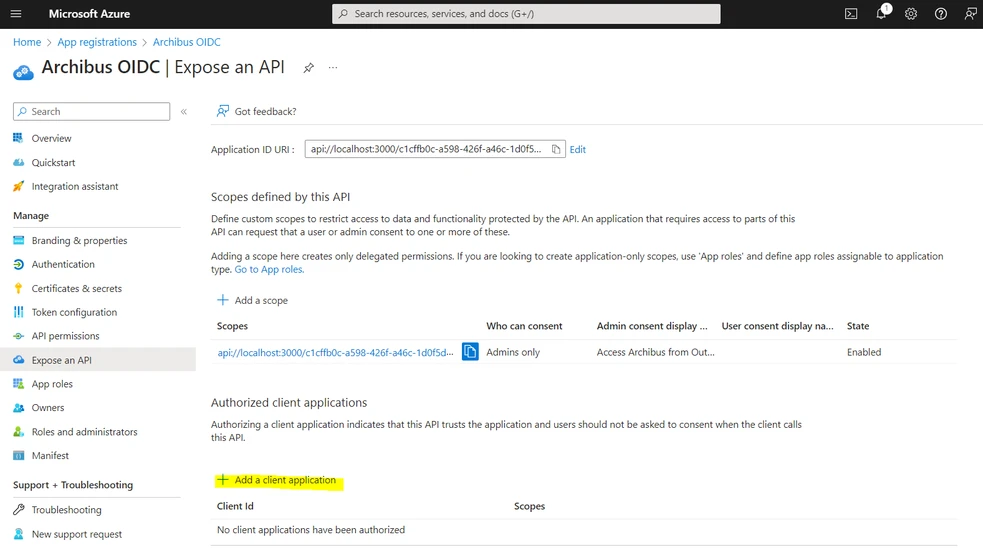 Microsoft Azure
Search resources, services, and docs (G+/)
1
Home > App registrations > Archibus OIDC
Archibus OIDC | Expose an API
...
Search
«
Overview
Quickstart
Integration assistant
Manage
Branding & properties
Authentication
Certificates & secrets
Token configuration
API permissions
Expose an API
App roles
Owners
Roles and administrators
Manifest
Support + Troubleshooting
Troubleshooting
New support request
Got feedback?
Application ID URI : api://localhost:3000/c1cffb0c-a598-426f-a46c-1d0f5... Edit
Scopes defined by this API
Define custom scopes to restrict access to data and functionality protected by the API. An application that requires access to parts of this
API can request that a user or admin consent to one or more of these.
Adding a scope here creates only delegated permissions. If you are looking to create application-only scopes, use 'App roles' and define app roles assignable to application
type. Go to App roles.
+ Add a scope
Scopes Who can consent Admin consent display ... User consent display na... State
api://localhost:3000/c1cffb0c-a598-426f-a46c-1d0f5d... Admins only Access Archibus from Out... Enabled
Authorized client applications
Authorizing a client application indicates that this API trusts the application and users should not be asked to consent when the client calls
this API.
+ Add a client application
Client Id Scopes
No client applications have been authorized